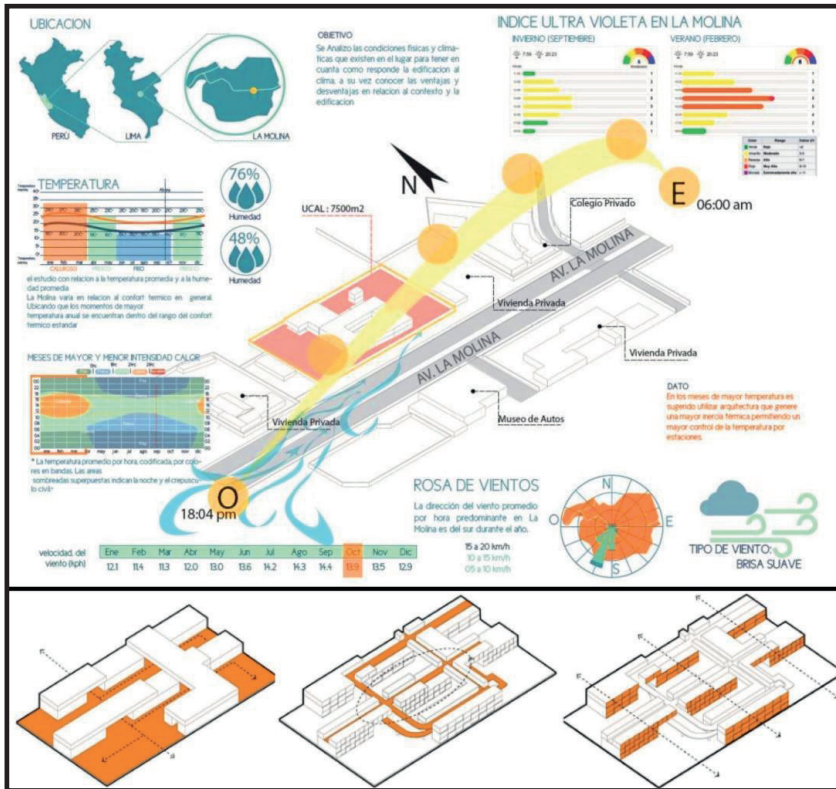 UBICACION
PERÚ
LIMA
LA MOLINA
OBJETIVO
Se Analizo las condiciones físicas y clima-
ticas que existen en el lugar para tener en
cuanta como responde la edificacion al
clima, a su vez conocer las ventajas y
desventajas en relacion al contexto y la
edificacion
INDICE ULTRA VIOLETA EN LA MOLINA
INVIERNO (SEPTIEMBRE)
VERANO (FEBRERO)
TEMPERATURA
CALUROSO
FRESCO
FRIO
FRESCO
76%
Humedad
48%
Humedad
el estudio con relacion a la temperatura promedia y a la hume-
dad promedia
La Molina varia en relacion al confort termico en general.
Ubicando que los momentos de mayor
temperatura anual se encuentran dentro del rango del confort
termico estandar
N
UCAL : 7500m2
E
06:00 am
Colegio Privado
AV. LA MOLINA
Vivienda Privada
AV. LA MOLINA
Vivienda Privada
Museo de Autos
Vivienda Privada
O
18:04 pm
MESES DE MAYOR Y MENOR INTENSIDAD CALOR
* La temperatura promedio por hora, codificada, por colo-
res en bandas. Las areas
sombreadas superpuestas indican la noche y el crepuscu-
lo civil*
DATO
En los meses de mayor temperatura es
sugerido utilizar arquitectura que genere
una mayor inercia térmica permitiendo un
mayor control de la temperatura por
estaciones.
ROSA DE VIENTOS
La dirección del viento promedio
por hora predominante en La
Molina es del sur durante el año.
15 a 20 km/h
10 a 15 km/h
05 a 10 km/h
N
O
E
S
TIPO DE VIENTO:
BRISA SUAVE
velocidad del
viento (kph)
Ene Feb Mar Abr May Jun Jul Ago Sep Oct Nov Dic
12.1 11.4 11.3 12.0 13.0 13.6 14.2 14.3 14.4 13.9 13.5 12.9